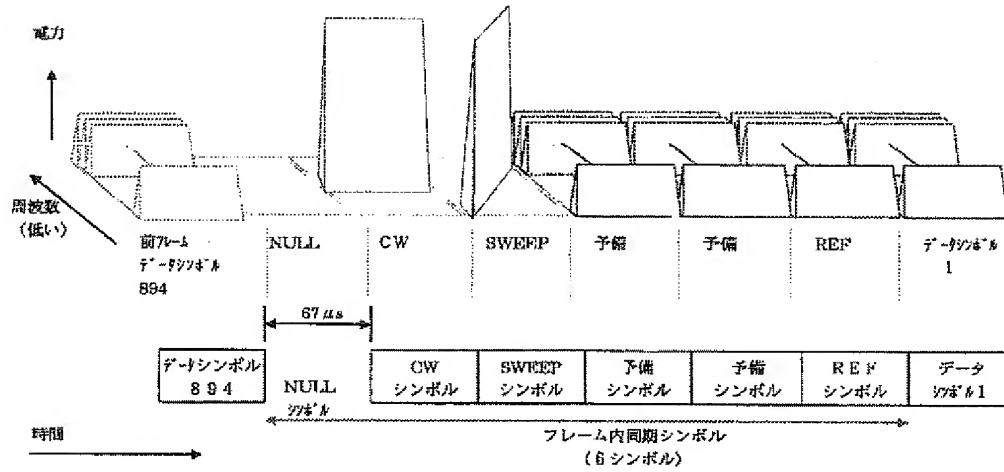 電力
周波数
(低い)
前フレーム
データシンボル
894
NULL
CW
SWEEP
予備
予備
REF
データシンボル
1
67μs
データシンボル
894
NULL
シンボル
CW
シンボル
SWEEP
シンボル
予備
シンボル
予備
シンボル
REF
シンボル
データ
シンボル1
時間
フレーム内同期シンボル
(6シンボル)